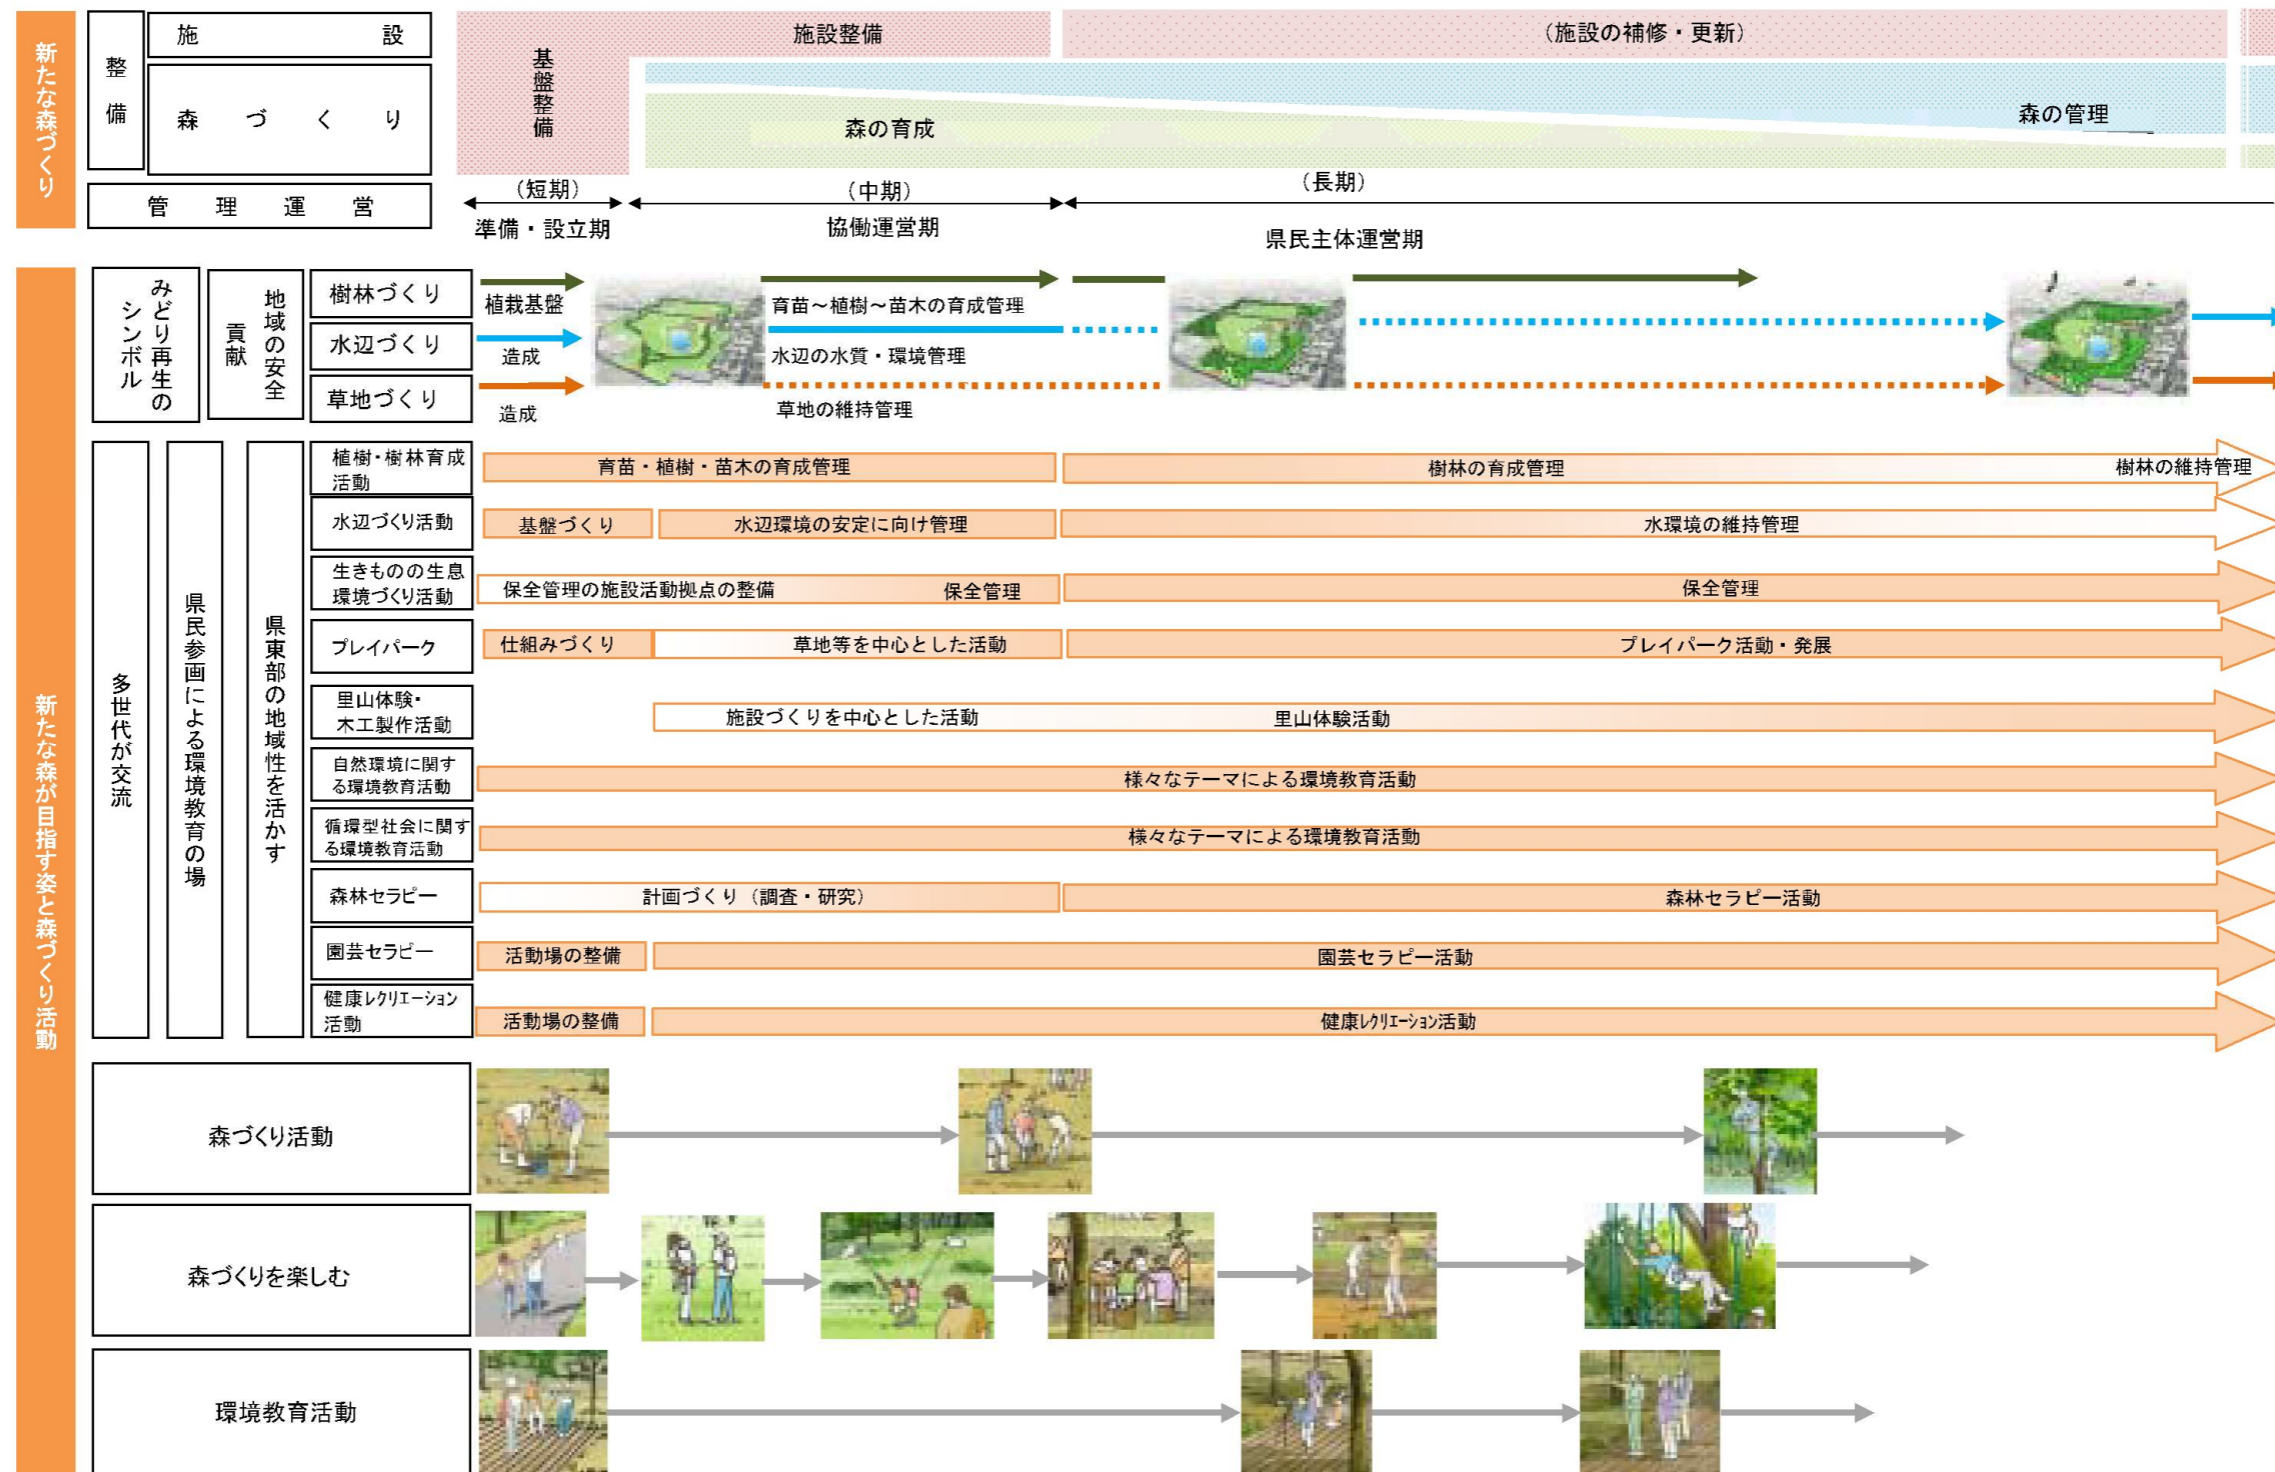 新たな森づくり
整備
施設
森づくり
管理運営
基盤整備
施設整備
(施設の補修・更新)
森の育成
森の管理
(短期)
(中期)
(長期)
準備・設立期
協働運営期
県民主体運営期
新たな森が目指す姿と森づくり活動
みどり再生の
シンボル
地域の安全
貢献
樹林づくり
植栽基盤
育苗~植樹~苗木の育成管理
水辺づくり
造成
水辺の水質・環境管理
草地づくり
造成
草地の維持管理
多世代が交流
県民参画による環境教育の場
県東部の地域性を活かす
植樹・樹林育成
活動
育苗・植樹・苗木の育成管理
樹林の育成管理
樹林の維持管理
水辺づくり活動
基盤づくり
水辺環境の安定に向け管理
水環境の維持管理
生きものの生息
環境づくり活動
保全管理の施設活動拠点の整備
保全管理
保全管理
プレイパーク
仕組みづくり
草地等を中心とした活動
プレイパーク活動・発展
里山体験・
木工製作活動
施設づくりを中心とした活動
里山体験活動
自然環境に関す
る環境教育活動
様々なテーマによる環境教育活動
循環型社会に関す
る環境教育活動
様々なテーマによる環境教育活動
森林セラピー
計画づくり(調査・研究)
森林セラピー活動
園芸セラピー
活動場の整備
園芸セラピー活動
健康ﾚｸﾘｴｰｼｮﾝ
活動
活動場の整備
健康ﾚｸﾘｴｰｼｮﾝ活動
森づくり活動
森づくりを楽しむ
環境教育活動